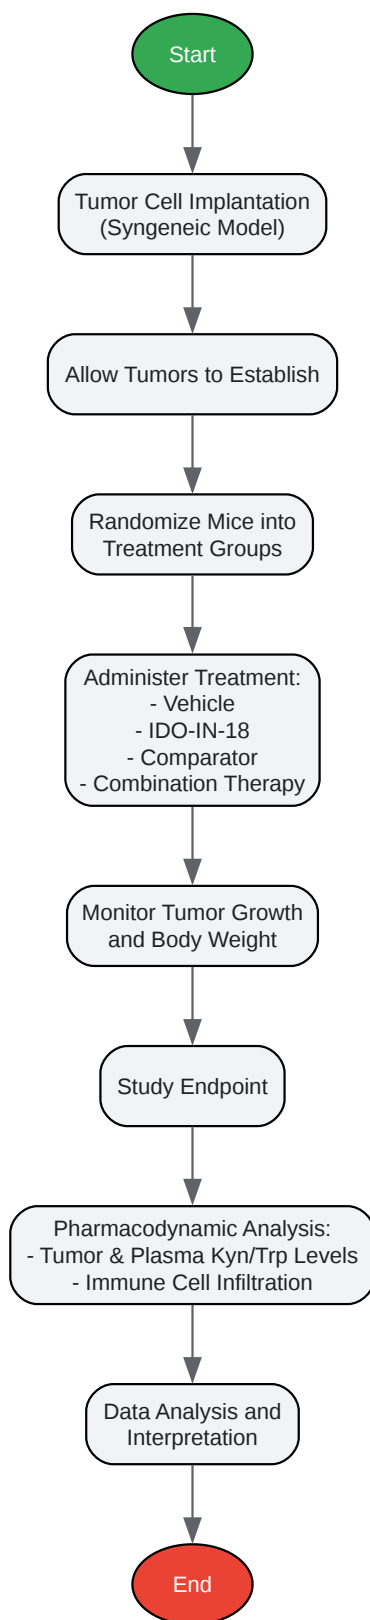 Start
Tumor Cell Implantation
(Syngeneic Model)
Allow Tumors to Establish
Randomize Mice into
Treatment Groups
Administer Treatment:
- Vehicle
- IDO-IN-18
- Comparator
- Combination Therapy
Monitor Tumor Growth
and Body Weight
Study Endpoint
Pharmacodynamic Analysis:
- Tumor & Plasma Kyn/Trp Levels
- Immune Cell Infiltration
Data Analysis and
Interpretation
End